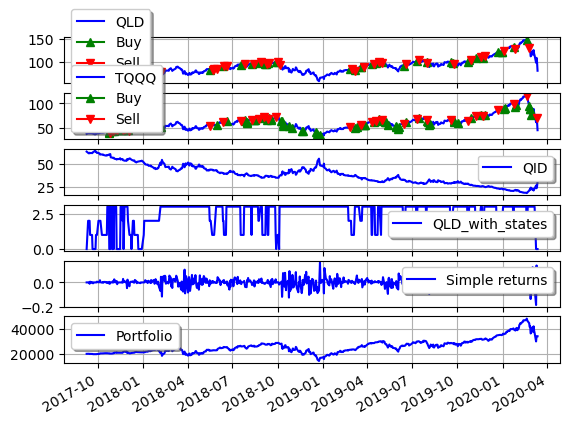 QLD
Buy
Sell
150
100
TQQQ
Buy
Sell
100
50
QID
50
25
QLD_with_states
2.5
0.0
Simple returns
0.0
−0.2
Portfolio
40000
20000
2017-10 2018-01 2018-04 2018-07 2018-10 2019-01 2019-04 2019-07 2019-10 2020-01 2020-04